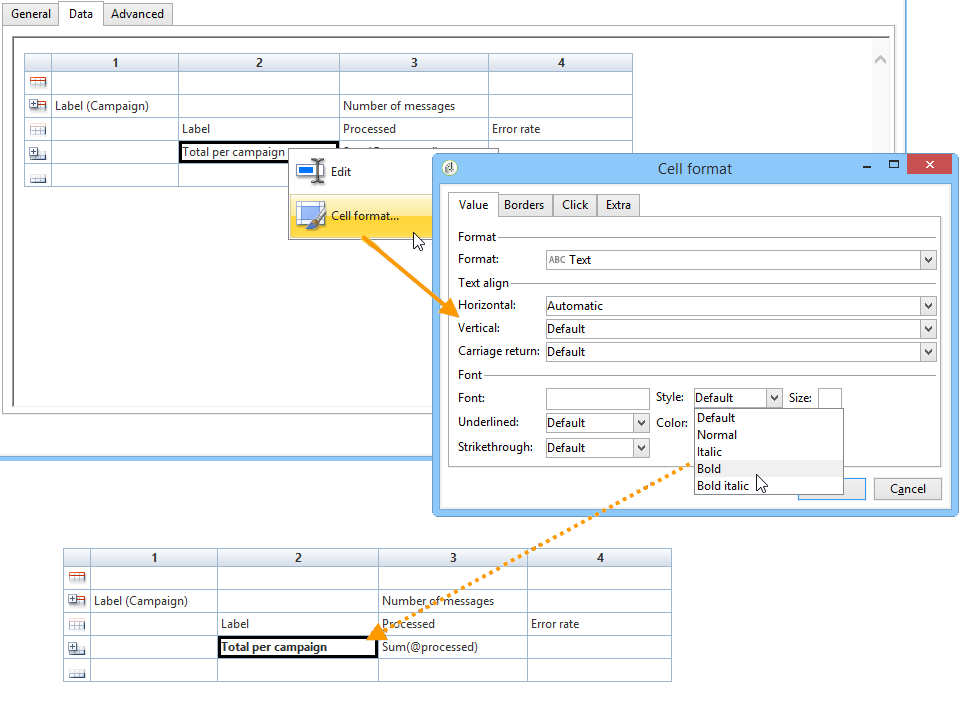 General Data Advanced
1 2 3 4
Label (Campaign) Number of messages
Label Processed Error rate
Total per campaign
Edit
Cell format...
Cell format
Value Borders Click Extra
Format
Format: ABC Text
Text align
Horizontal: Automatic
Vertical: Default
Carriage return: Default
Font
Font: Style: Default Size:
Underlined: Default Color:
Strikethrough: Default
Default
Normal
Italic
Bold
Bold italic
Cancel
1 2 3 4
Label (Campaign) Number of messages
Label Processed Error rate
Total per campaign Sum(@processed)